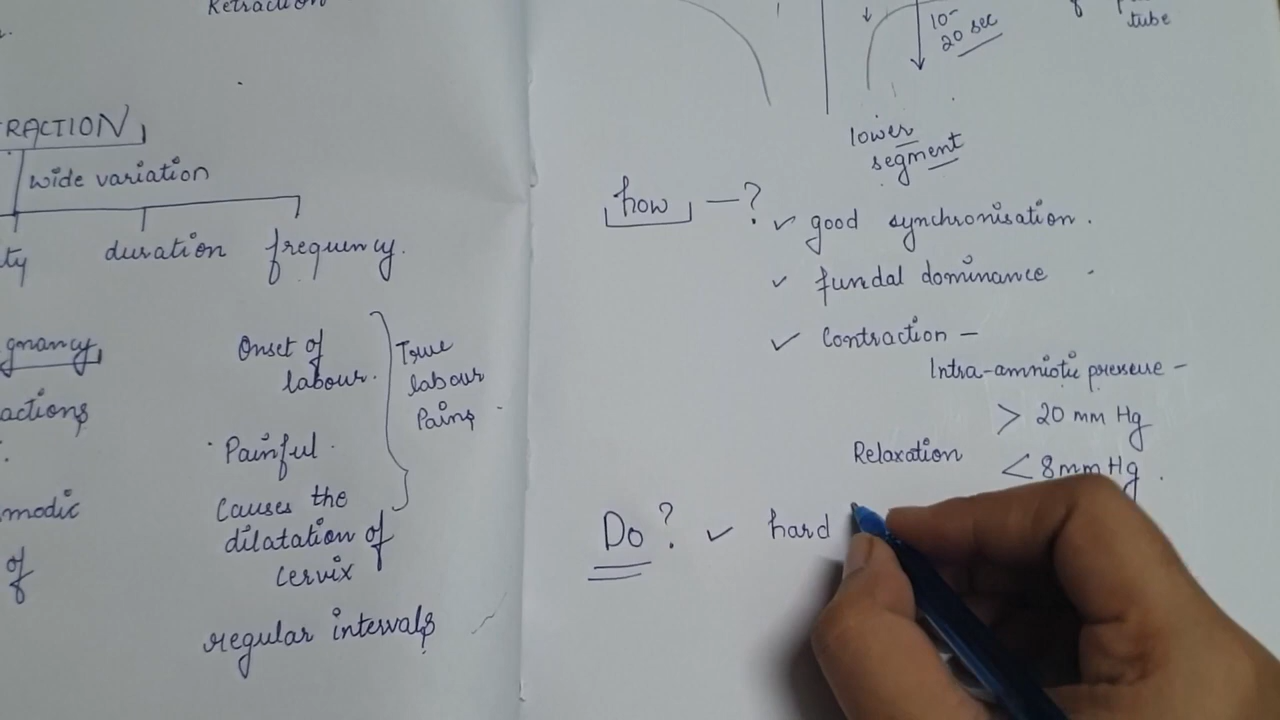 Retraction
RACTION
wide variation
ty duration frequency.
gnancy
actions
modic
of
Onset of
labour.
Painful.
Causes the
dilatation of
cervix
regular intervals
True
labour
Pains
10-
20 sec
tube
lower
segment
how —?
✓ good synchronisation.
✓ fundal dominance
✓ Contraction —
Intra-amniotic pressure -
> 20 mm Hg
Relaxation < 8 mm Hg.
Do? ✓ hard